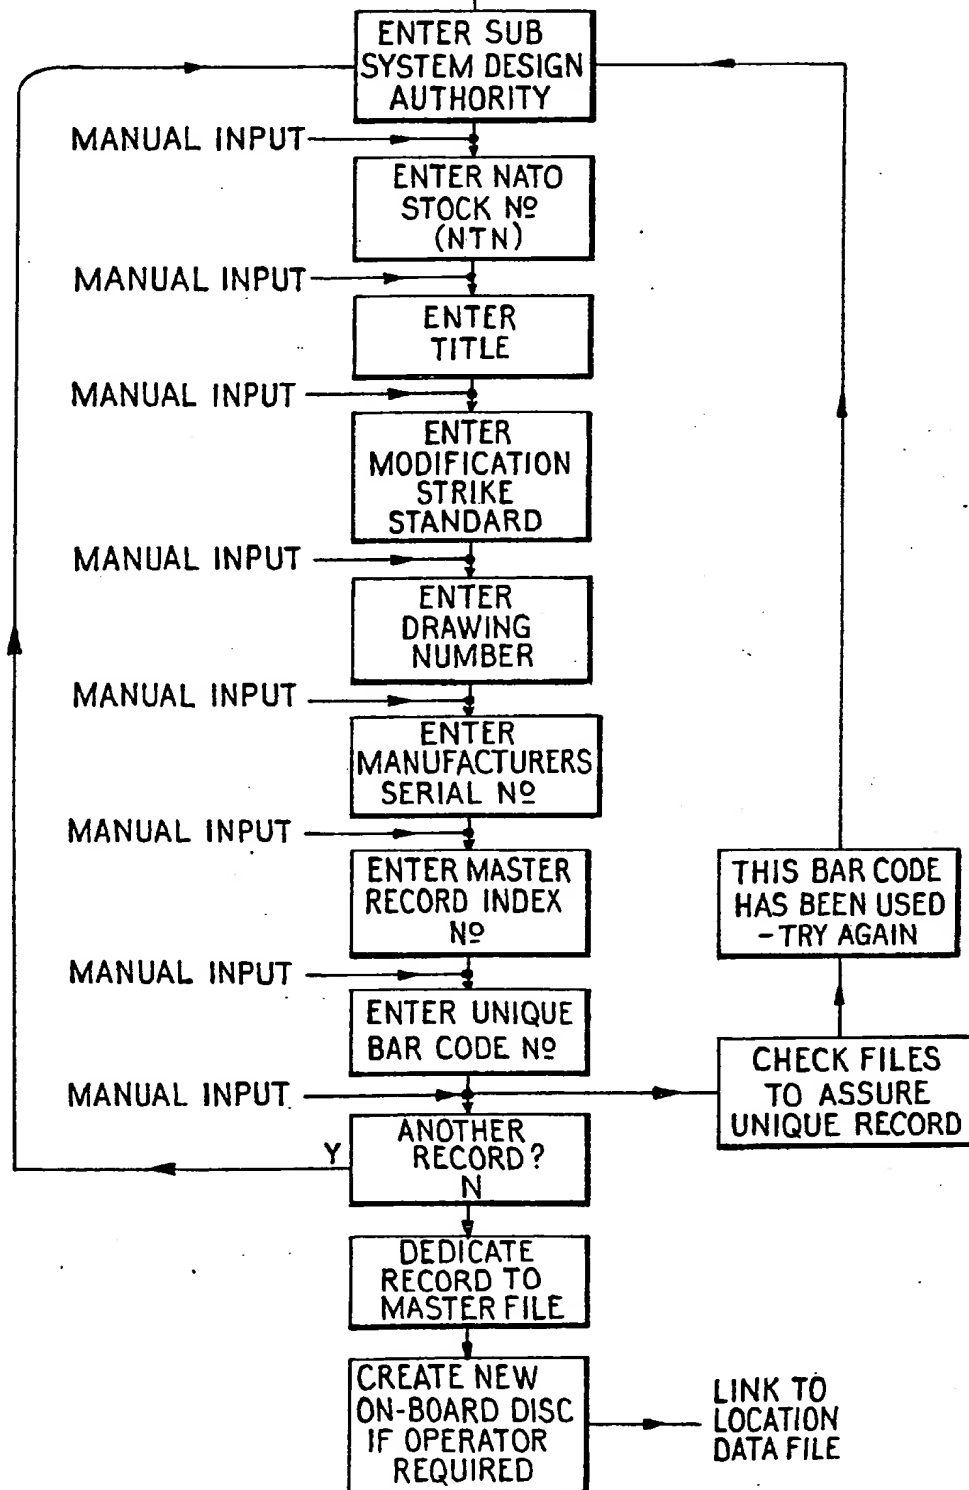 ENTER SUB
SYSTEM DESIGN
AUTHORITY
MANUAL INPUT
ENTER NATO
STOCK Nº
(NTN)
MANUAL INPUT
ENTER
TITLE
MANUAL INPUT
ENTER
MODIFICATION
STRIKE
STANDARD
MANUAL INPUT
ENTER
DRAWING
NUMBER
MANUAL INPUT
ENTER
MANUFACTURERS
SERIAL Nº
MANUAL INPUT
ENTER MASTER
RECORD INDEX
Nº
MANUAL INPUT
ENTER UNIQUE
BAR CODE Nº
MANUAL INPUT
THIS BAR CODE
HAS BEEN USED
-TRY AGAIN
CHECK FILES
TO ASSURE
UNIQUE RECORD
Y
ANOTHER
RECORD?
N
DEDICATE
RECORD TO
MASTER FILE
CREATE NEW
ON-BOARD DISC
IF OPERATOR
REQUIRED
LINK TO
LOCATION
DATA FILE